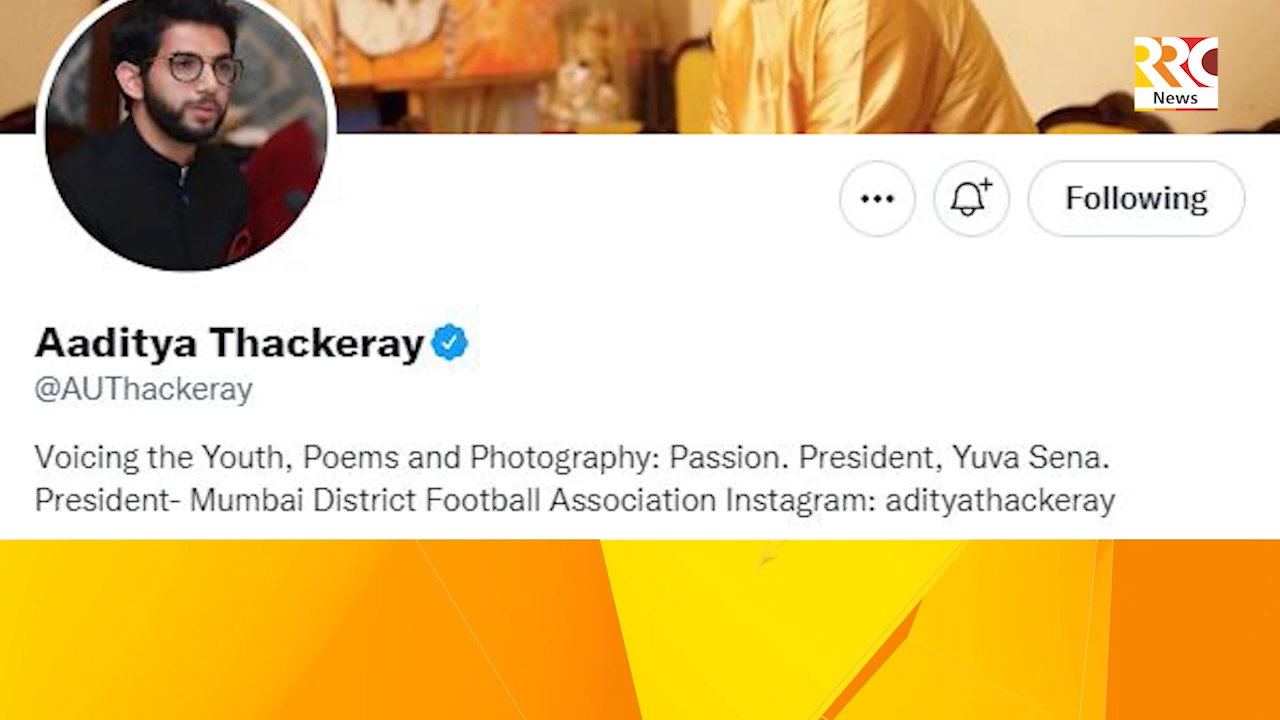 RRC
News
Following
Aaditya Thackeray
@AUThackeray
Voicing the Youth, Poems and Photography: Passion. President, Yuva Sena.
President- Mumbai District Football Association Instagram: adityathackeray